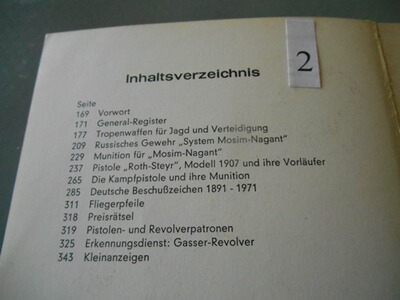 2
Inhaltsverzeichnis
Seite
169 Vorwort
171 General-Register
177 Tropenwaffen für Jagd und Verteidigung
209 Russisches Gewehr „System Mosim-Nagant"
229 Munition für „Mosim-Nagant"
237 Pistole „Roth-Steyr", Modell 1907 und ihre Vorläufer
265 Die Kampfpistole und ihre Munition
285 Deutsche Beschußzeichen 1891 - 1971
311 Fliegerpfeile
318 Preisrätsel
319 Pistolen- und Revolverpatronen
325 Erkennungsdienst: Gasser-Revolver
343 Kleinanzeigen